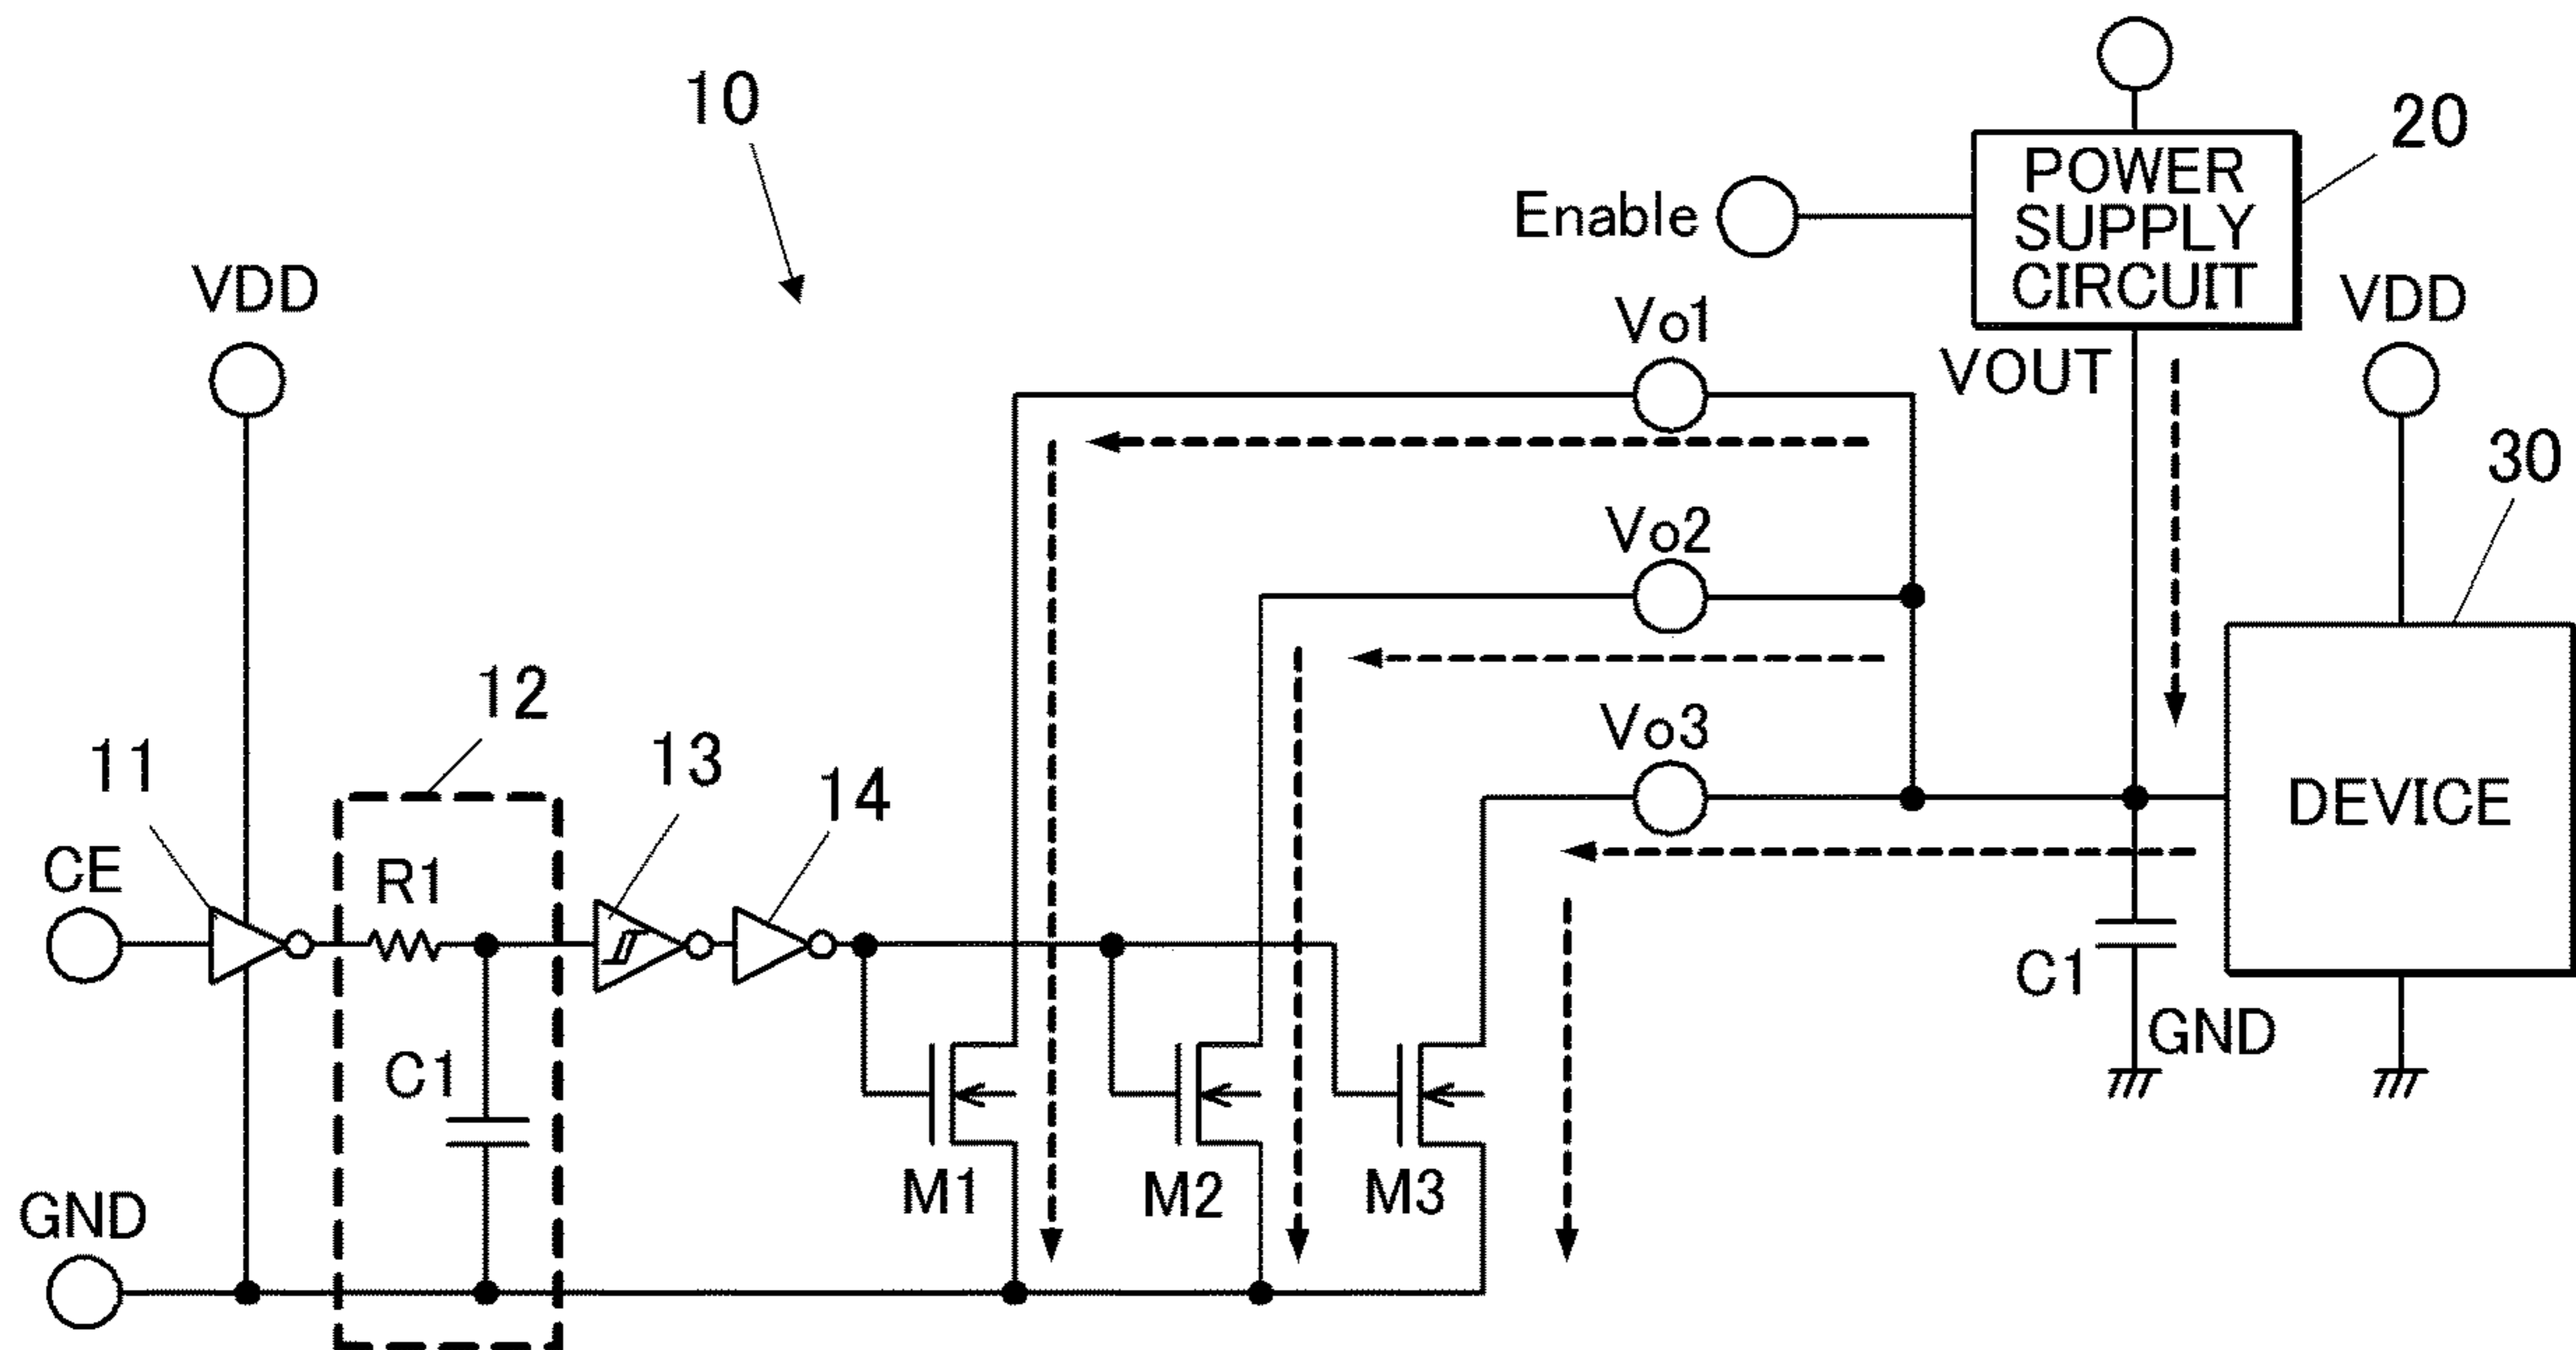 10
20
POWER
SUPPLY
CIRCUIT
Enable
VDD
VDD
Vo1
VOUT
30
Vo2
12
Vo3
11
13
14
DEVICE
CE
R1
C1
GND
C1
M1
M2
M3
GND